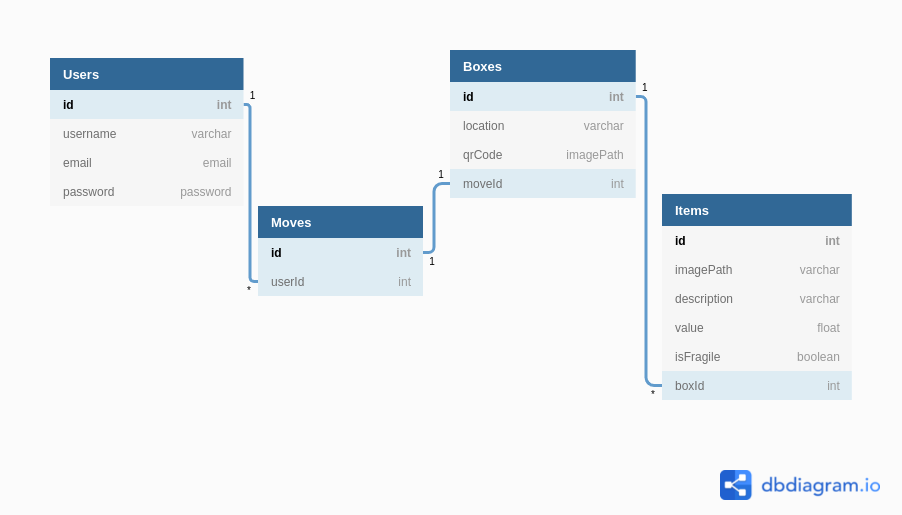 Users
id int
username varchar
email email
password password
1
*
Moves
id int
userId int
1
1
Boxes
id int
location varchar
qrCode imagePath
moveId int
1
*
Items
id int
imagePath varchar
description varchar
value float
isFragile boolean
boxId int
dbdiagram.io